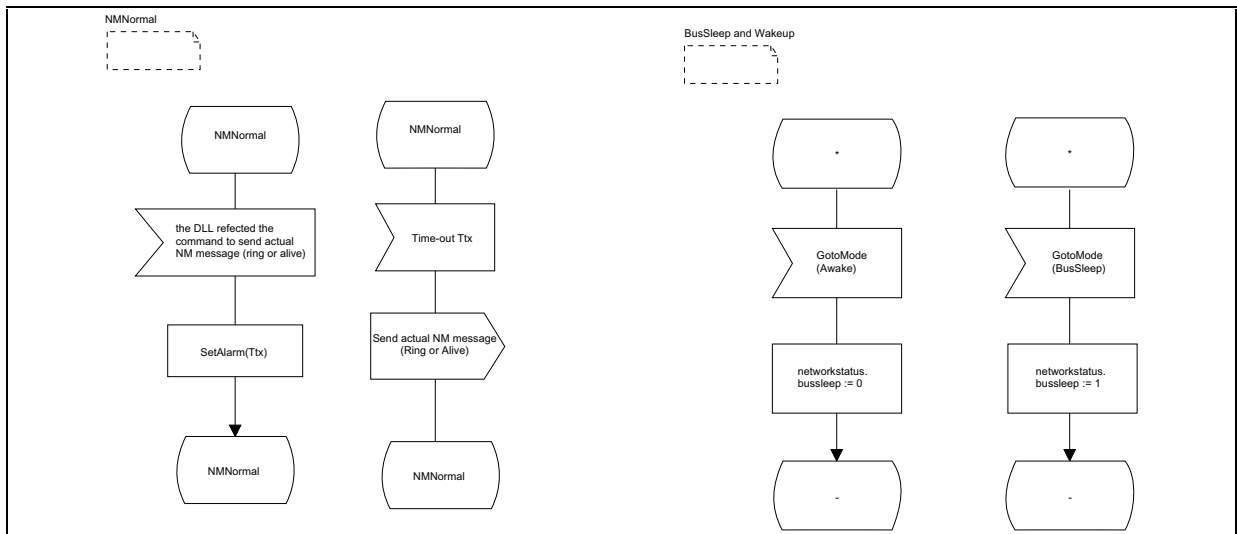 NMNormal
NMNormal
the DLL refected the
command to send actual
NM message (ring or alive)
SetAlarm(Ttx)
NMNormal
NMNormal
Time-out Ttx
Send actual NM message
(Ring or Alive)
NMNormal
BusSleep and Wakeup
*
GotoMode
(Awake)
networkstatus.
bussleep := 0
-
*
GotoMode
(BusSleep)
networkstatus.
bussleep := 1
-